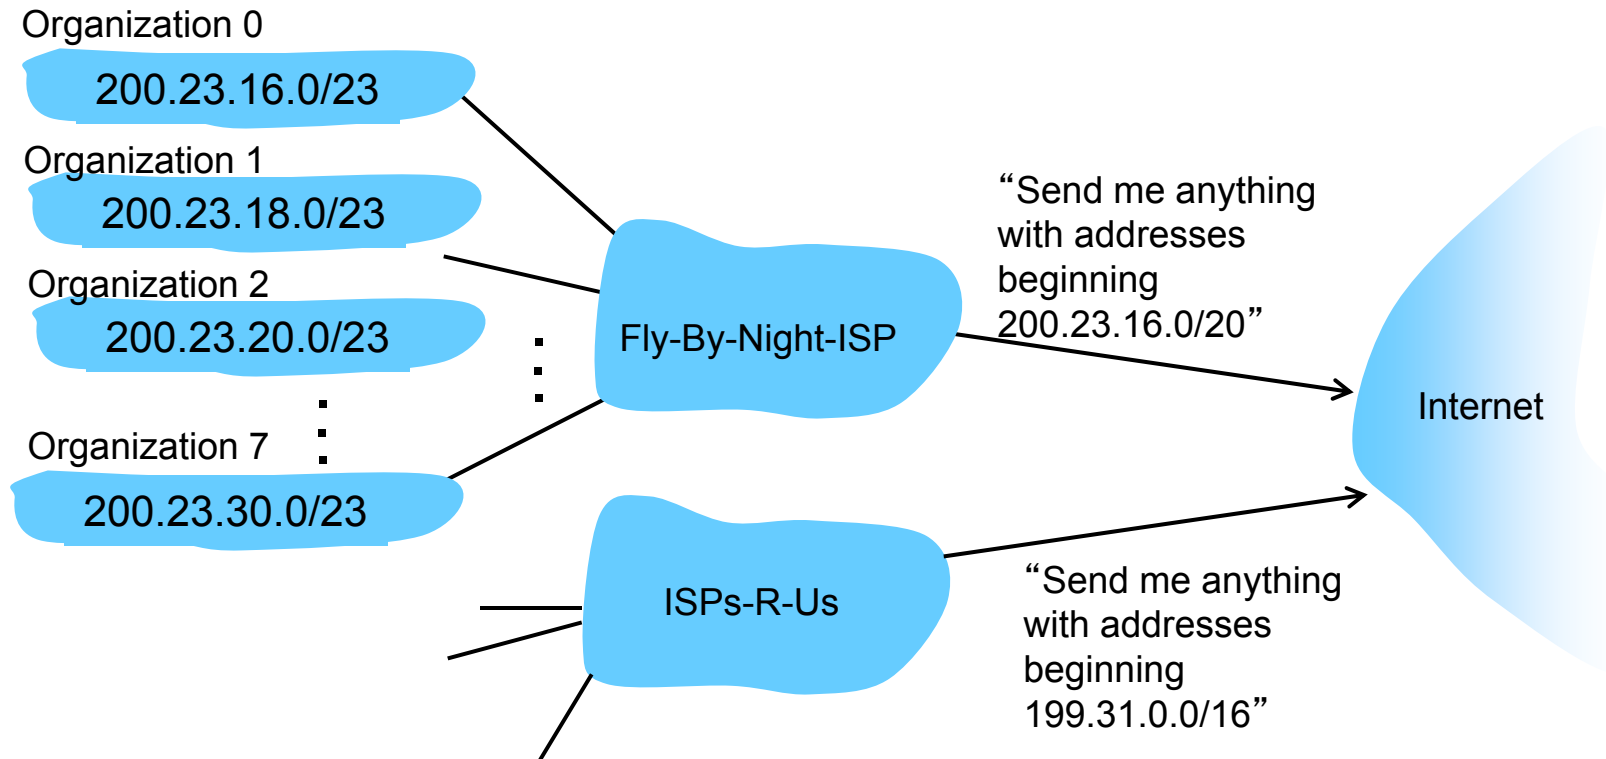 Organization 0
200.23.16.0/23
Organization 1
200.23.18.0/23
Organization 2
200.23.20.0/23
Organization 7
200.23.30.0/23
Fly-By-Night-ISP
“Send me anything
with addresses
beginning
200.23.16.0/20”
Internet
ISPs-R-Us
“Send me anything
with addresses
beginning
199.31.0.0/16”